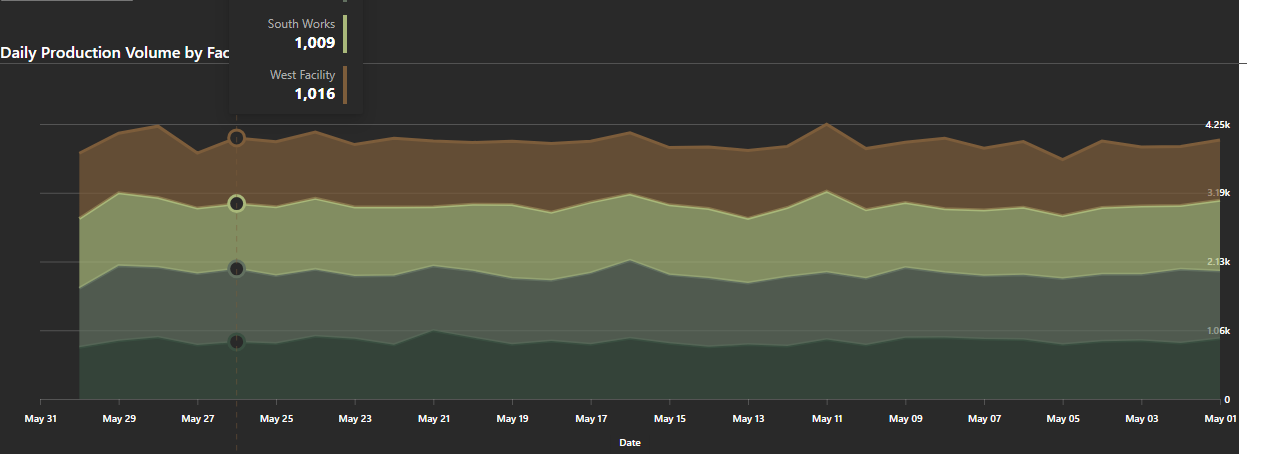 South Works
1,009
Daily Production Volume by Fac
West Facility
1,016
4.25k
3.19k
2.13k
1.06k
0
May 31 May 29 May 27 May 25 May 23 May 21 May 19 May 17 May 15 May 13 May 11 May 09 May 07 May 05 May 03 May 01
Date